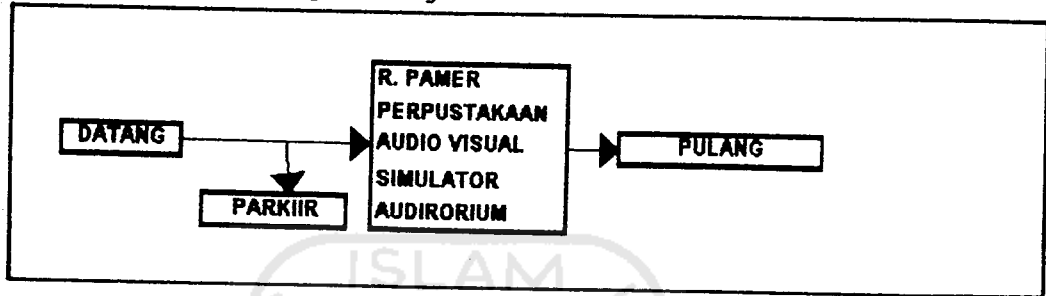 DATANG
PARKIIR
R. PAMER
PERPUSTAKAAN
AUDIO VISUAL
SIMULATOR
AUDIRORIUM
PULANG
ISLAM